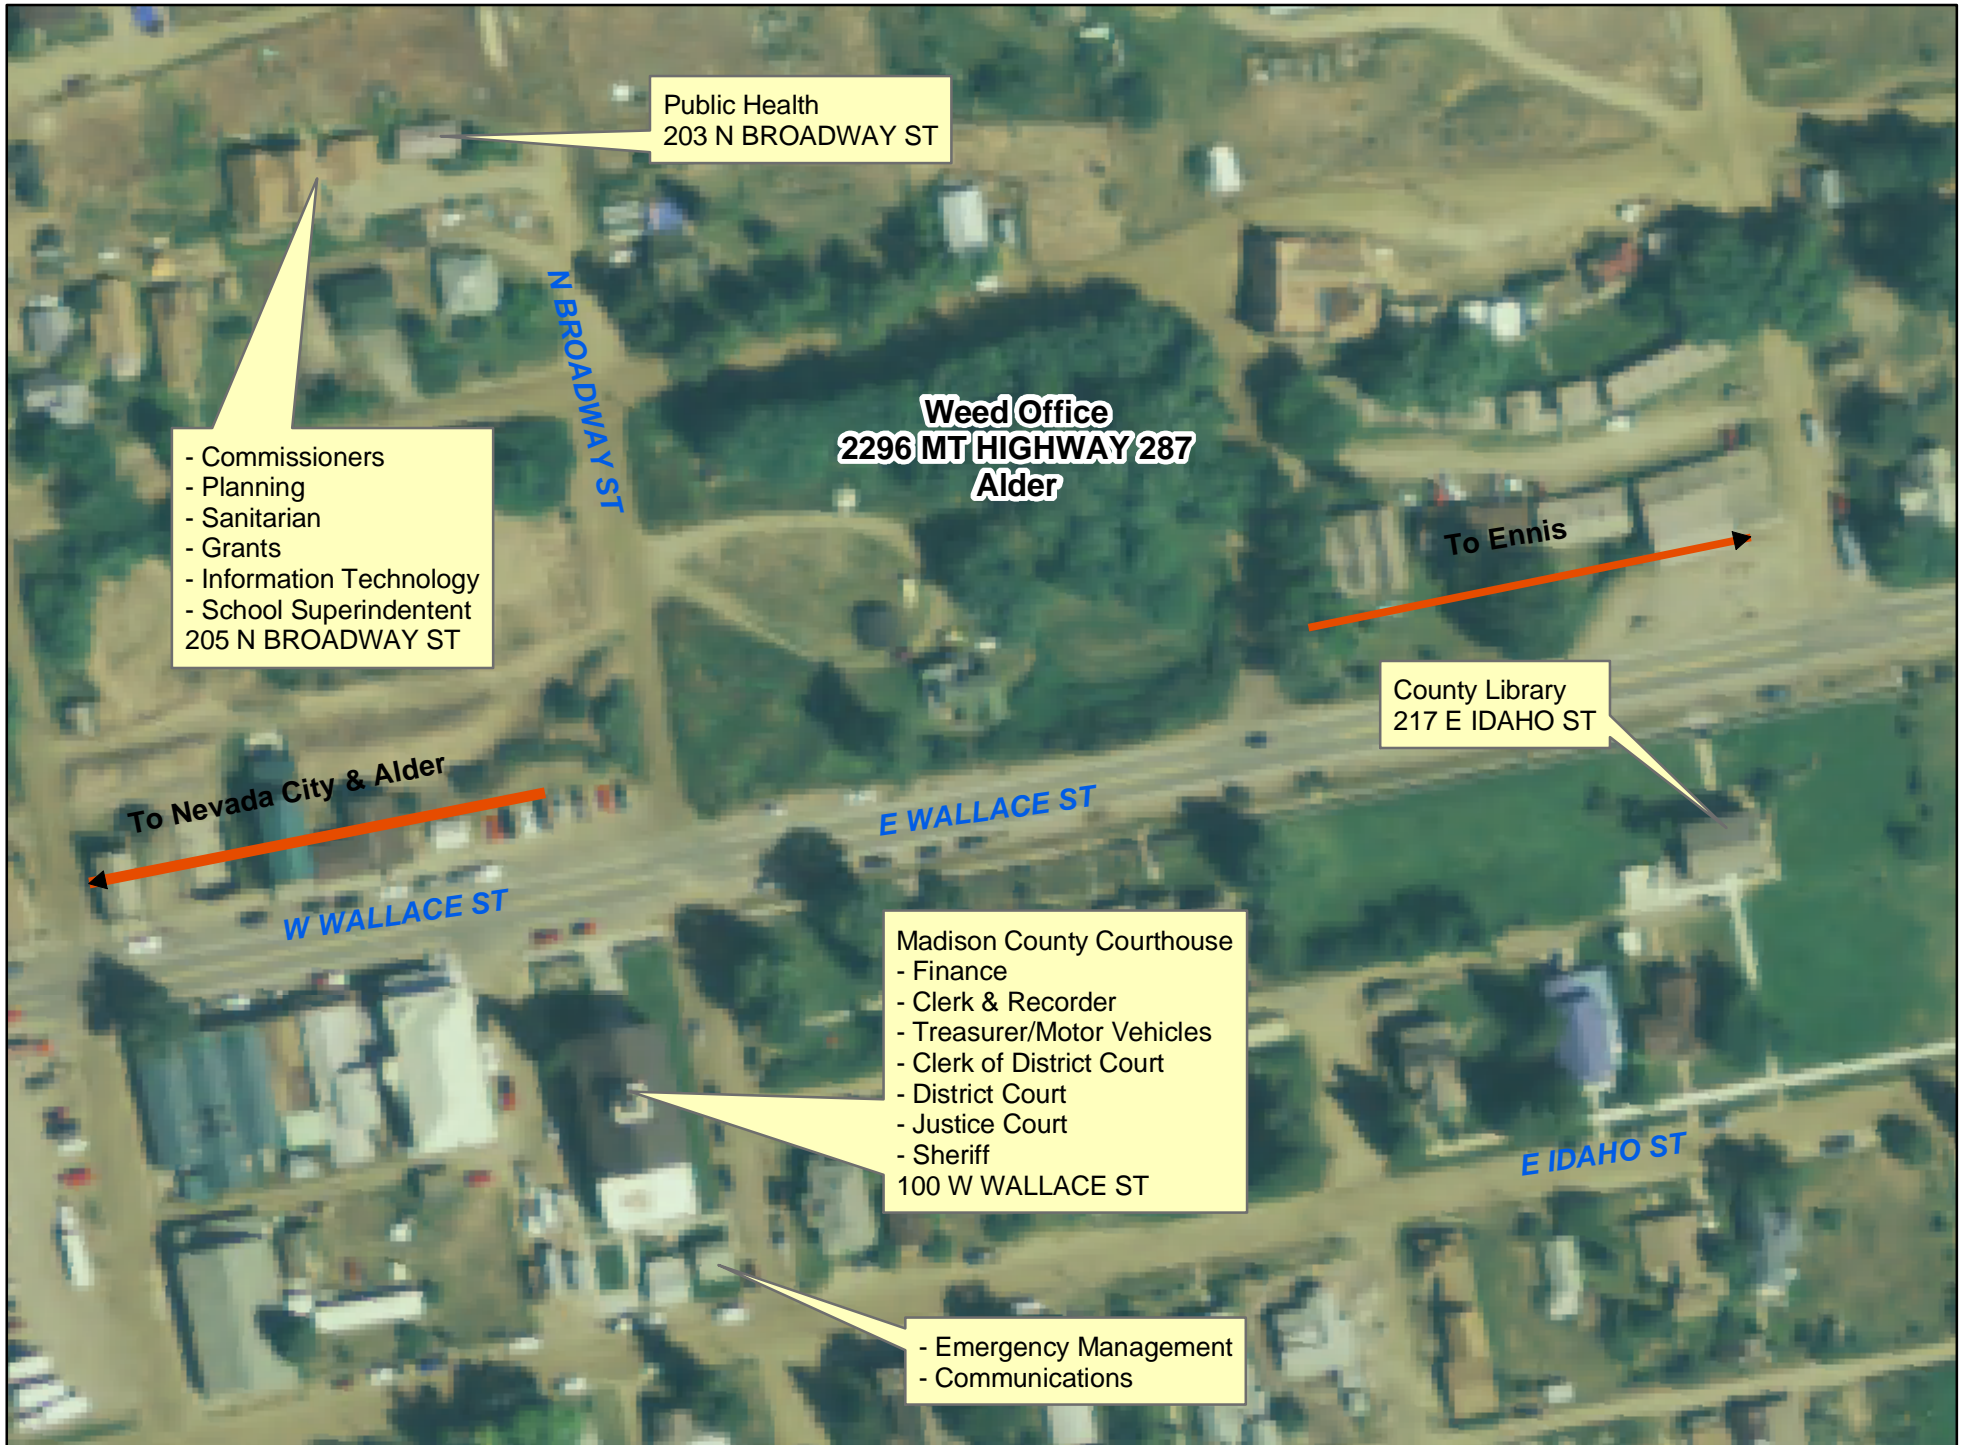 Public Health
203 N BROADWAY ST
N BROADWAY ST
Weed Office
2296 MT HIGHWAY 287
Alder
- Commissioners
- Planning
- Sanitarian
- Grants
- Information Technology
- School Superindentent
205 N BROADWAY ST
To Ennis
County Library
217 E IDAHO ST
To Nevada City & Alder
E WALLACE ST
W WALLACE ST
Madison County Courthouse
- Finance
- Clerk & Recorder
- Treasurer/Motor Vehicles
- Clerk of District Court
- District Court
- Justice Court
- Sheriff
100 W WALLACE ST
E IDAHO ST
- Emergency Management
- Communications